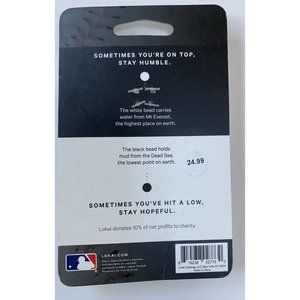 SOMETIMES YOU'RE ON TOP,
STAY HUMBLE.
The white bead carries
water from Mt Everest,
the highest place on earth.
The black bead holds
mud from the Dead Sea,
the lowest point on earth.
24.99
SOMETIMES YOU'VE HIT A LOW,
STAY HOPEFUL.
Lokai donates 10% of net profits to charity
LOKAI.COM